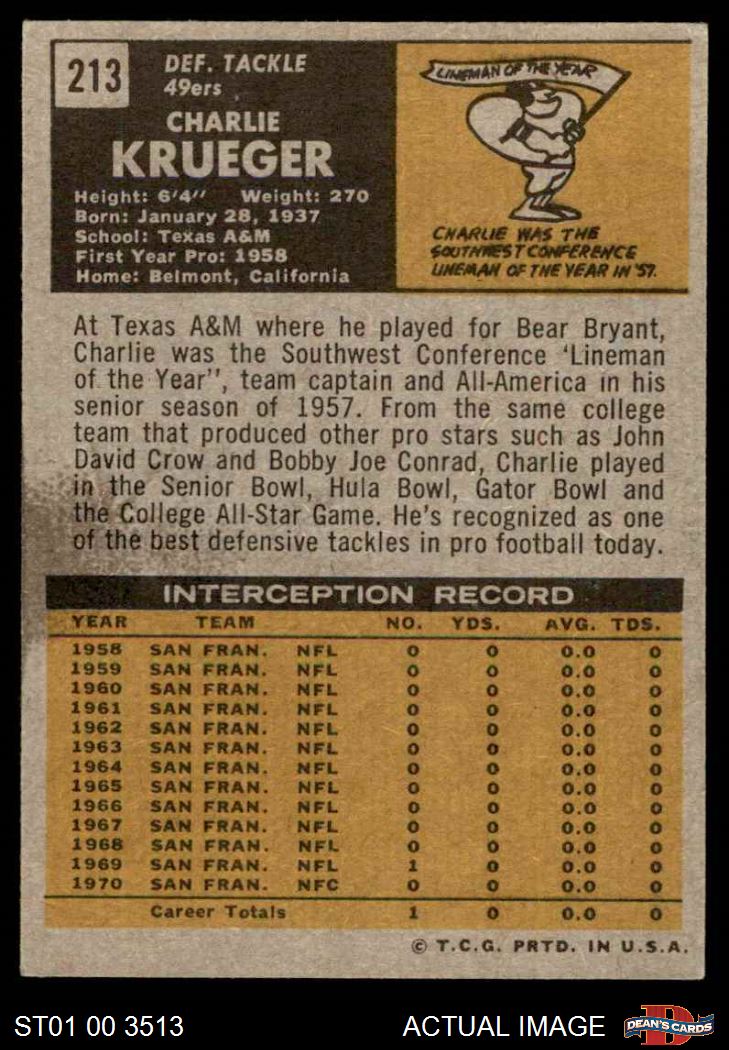 213
DEF. TACKLE
49ers
CHARLIE
KRUEGER
Height: 6'4'' Weight: 270
Born: January 28, 1937
School: Texas A&M
First Year Pro: 1958
Home: Belmont, California
LINEMAN OF THE YEAR
CHARLIE WAS THE
SOUTHWEST CONFERENCE
LINEMAN OF THE YEAR IN '57.
At Texas A&M where he played for Bear Bryant,
Charlie was the Southwest Conference 'Lineman
of the Year'', team captain and All-America in his
senior season of 1957. From the same college
team that produced other pro stars such as John
David Crow and Bobby Joe Conrad, Charlie played
in the Senior Bowl, Hula Bowl, Gator Bowl and
the College All-Star Game. He's recognized as one
of the best defensive tackles in pro football today.
INTERCEPTION RECORD
YEAR TEAM NO. YDS. AVG. TDS.
1958 SAN FRAN. NFL 0 0 0.0 0
1959 SAN FRAN. NFL 0 0 0.0 0
1960 SAN FRAN. NFL 0 0 0.0 0
1961 SAN FRAN. NFL 0 0 0.0 0
1962 SAN FRAN. NFL 0 0 0.0 0
1963 SAN FRAN. NFL 0 0 0.0 0
1964 SAN FRAN. NFL 0 0 0.0 0
1965 SAN FRAN. NFL 0 0 0.0 0
1966 SAN FRAN. NFL 0 0 0.0 0
1967 SAN FRAN. NFL 0 0 0.0 0
1968 SAN FRAN. NFL 0 0 0.0 0
1969 SAN FRAN. NFL 1 0 0.0 0
1970 SAN FRAN. NFC 0 0 0.0 0
Career Totals 1 0 0.0 0
© T.C.G. PRTD. IN U.S.A.
ST01 00 3513
ACTUAL IMAGE
D
DEAN'S CARDS